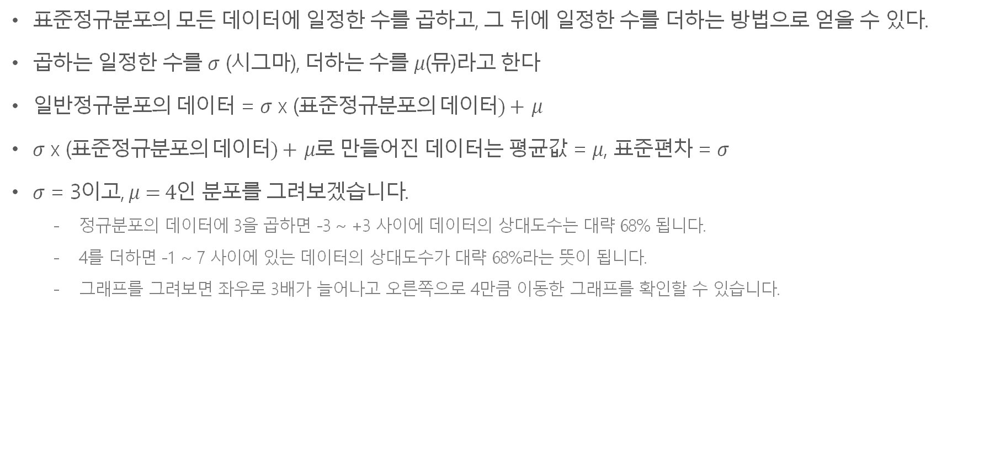 • 표준정규분포의 모든 데이터에 일정한 수를 곱하고, 그 뒤에 일정한 수를 더하는 방법으로 얻을 수 있다.
• 곱하는 일정한 수를 σ (시그마), 더하는 수를 μ(뮤)라고 한다
• 일반정규분포의 데이터 = σ x (표준정규분포의 데이터) + μ
• σ x (표준정규분포의 데이터) + μ로 만들어진 데이터는 평균값 = μ, 표준편차 = σ
• σ = 3이고, μ = 4인 분포를 그려보겠습니다.
- 정규분포의 데이터에 3을 곱하면 -3 ~ +3 사이에 데이터의 상대도수는 대략 68% 됩니다.
- 4를 더하면 -1 ~ 7 사이에 있는 데이터의 상대도수가 대략 68%라는 뜻이 됩니다.
- 그래프를 그려보면 좌우로 3배가 늘어나고 오른쪽으로 4만큼 이동한 그래프를 확인할 수 있습니다.